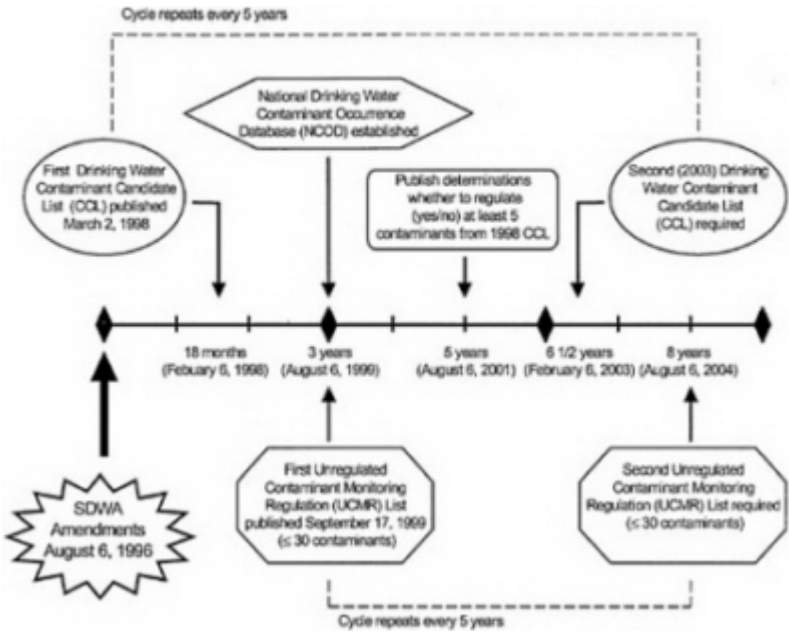 Cycle repeats every 5 years
National Drinking Water
Contaminant Occurrence
Database (NCOD) established
First Drinking Water
Contaminant Candidate
List (CCL) published
March 2, 1998
Publish determinations
whether to regulate
(yes/no) at least 5
contaminants from 1998 CCL
Second (2003) Drinking
Water Contaminant
Candidate List
(CCL) required
18 months
(Febuary 6, 1998)
3 years
(August 6, 1999)
5 years
(August 6, 2001)
6 1/2 years
(February 6, 2003)
8 years
(August 6, 2004)
SDWA
Amendments
August 6, 1996
First Unregulated
Contaminant Monitoring
Regulation (UCMR) List
published September 17, 1999
(≤ 30 contaminants)
Second Unregulated
Contaminant Monitoring
Regulation (UCMR) List required
(≤ 30 contaminants)
Cycle repeats every 5 years